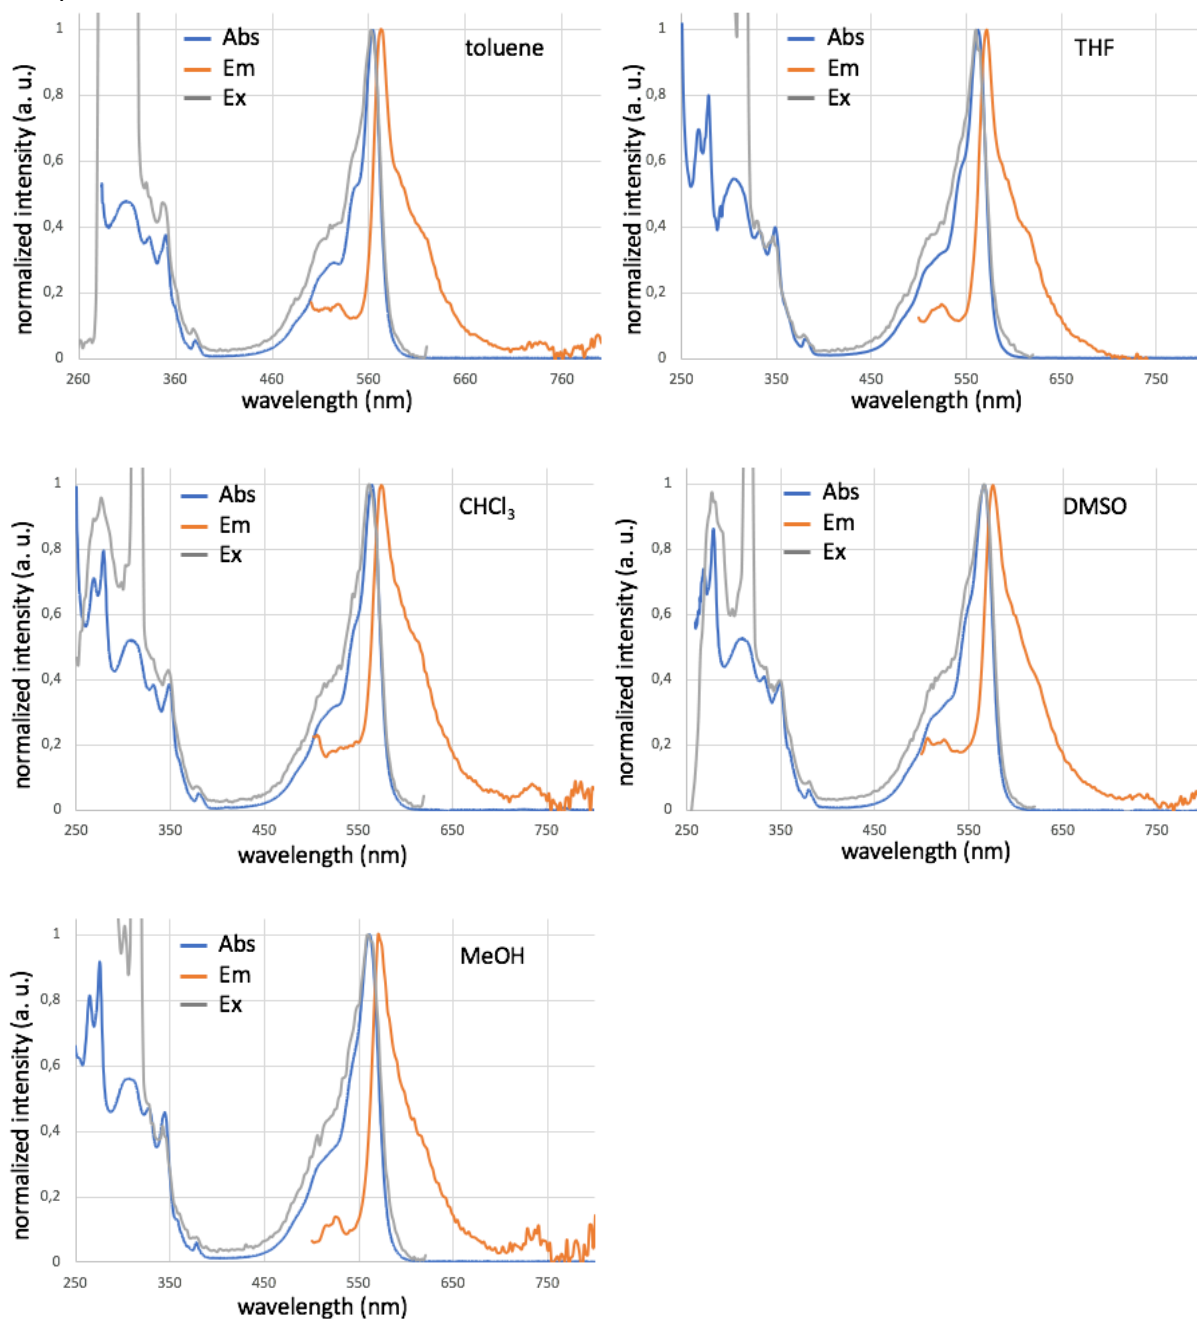 toluene
Abs
Em
Ex
normalized intensity (a. u.)
1
0,8
0,6
0,4
0,2
0
260 360 460 560 660 760
wavelength (nm)
THF
Abs
Em
Ex
normalized intensity (a. u.)
1
0,8
0,6
0,4
0,2
0
250 350 450 550 650 750
wavelength (nm)
CHCl3
Abs
Em
Ex
normalized intensity (a. u.)
1
0,8
0,6
0,4
0,2
0
250 350 450 550 650 750
wavelength (nm)
DMSO
Abs
Em
Ex
normalized intensity (a. u.)
1
0,8
0,6
0,4
0,2
0
250 350 450 550 650 750
wavelength (nm)
MeOH
Abs
Em
Ex
normalized intensity (a. u.)
1
0,8
0,6
0,4
0,2
0
250 350 450 550 650 750
wavelength (nm)